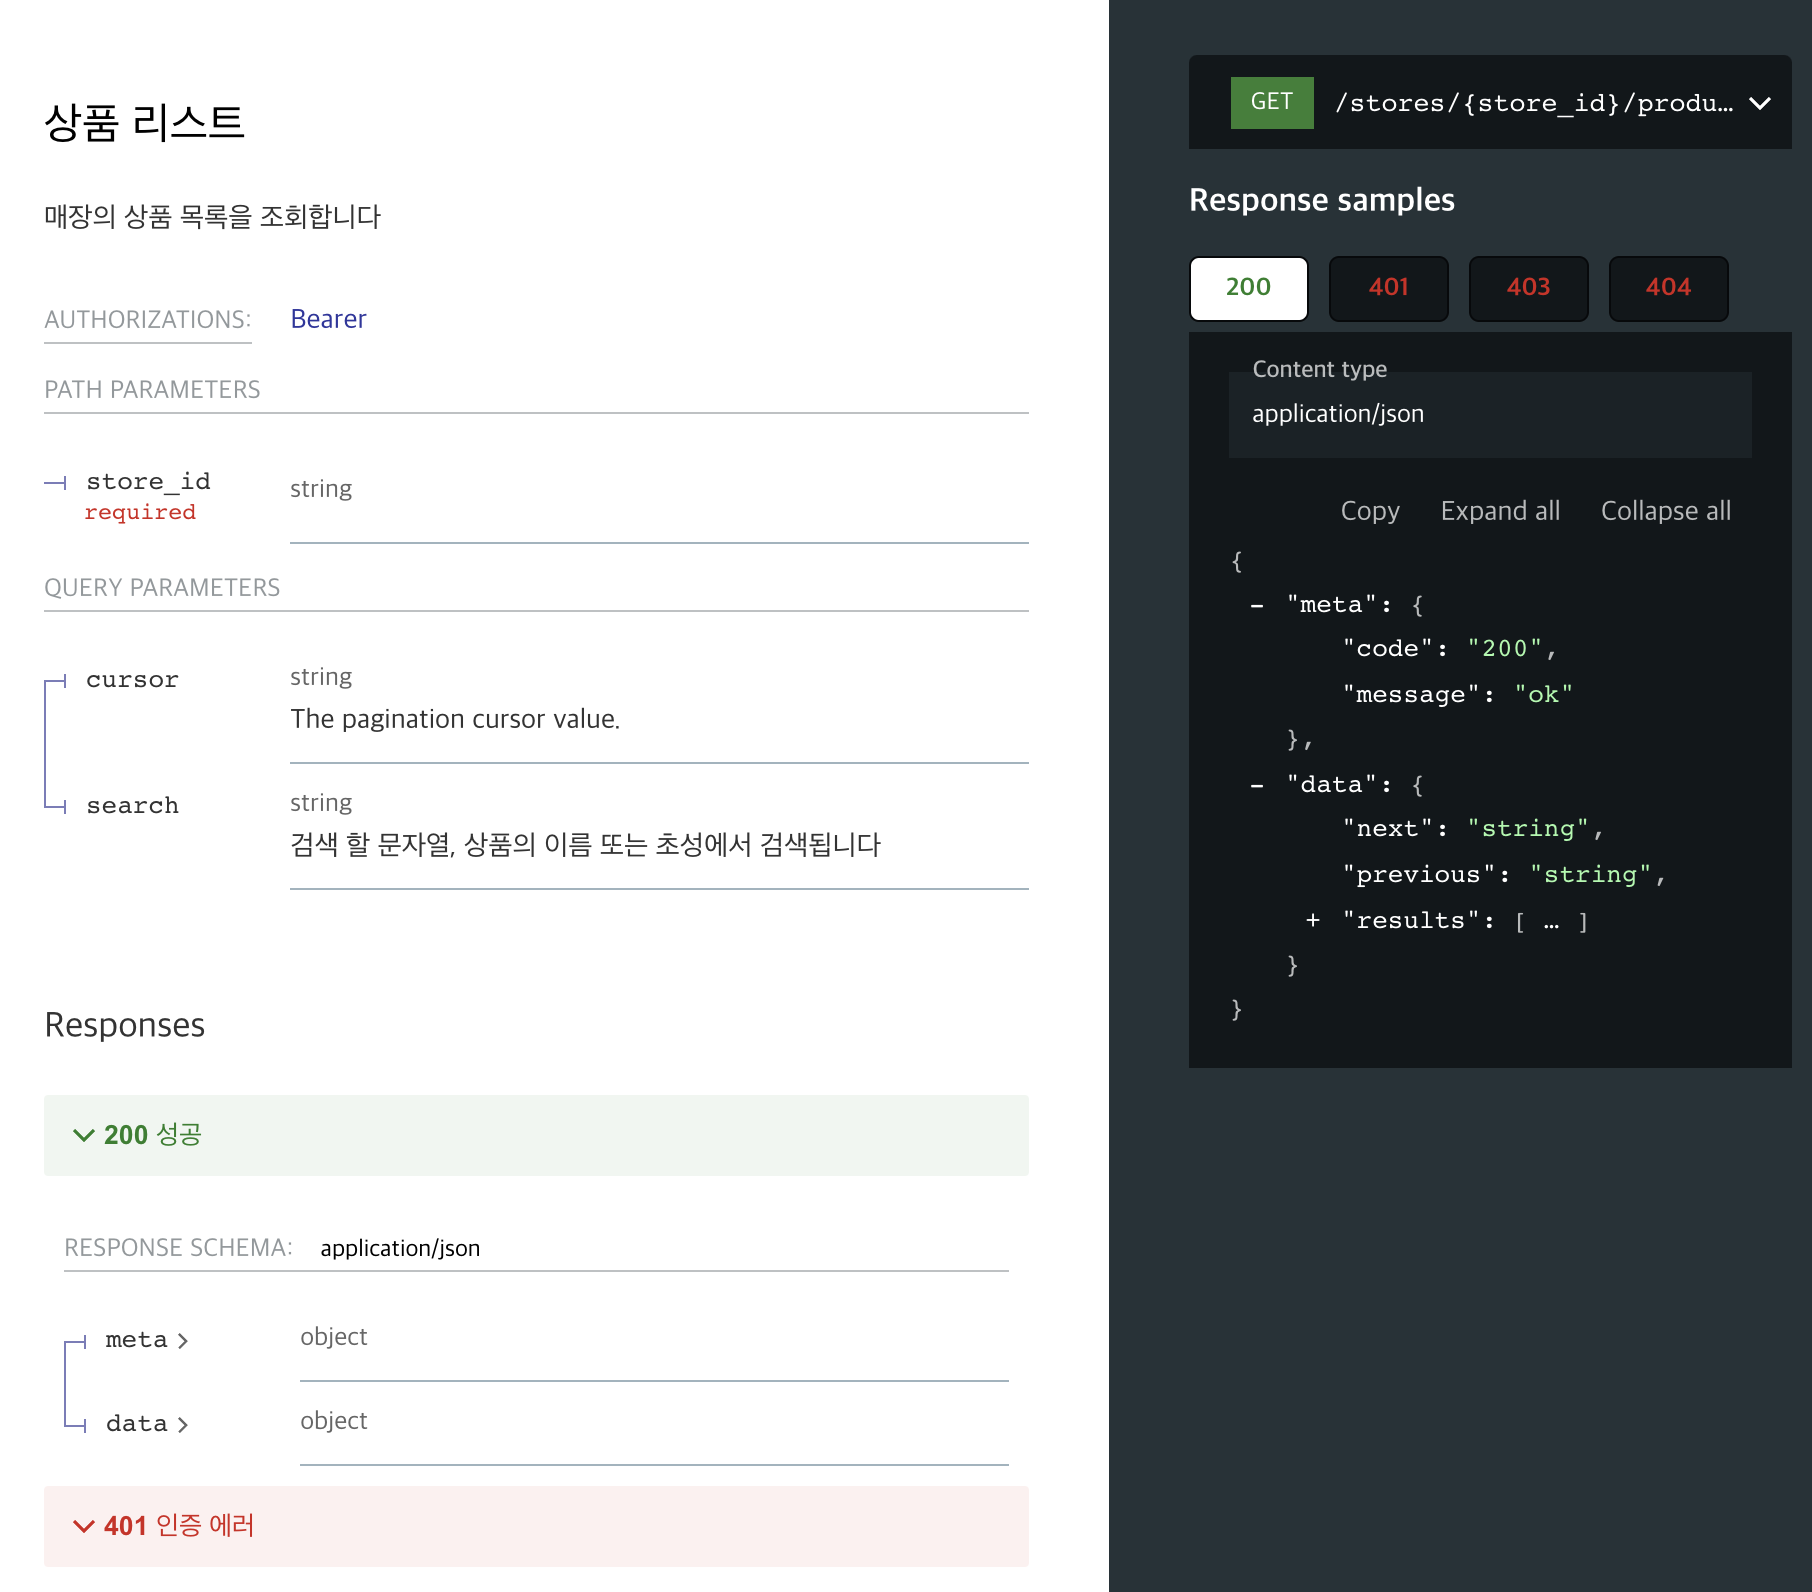 상품 리스트
매장의 상품 목록을 조회합니다
AUTHORIZATIONS: Bearer
PATH PARAMETERS
store_id string
required
QUERY PARAMETERS
cursor string
The pagination cursor value.
search string
검색 할 문자열, 상품의 이름 또는 초성에서 검색됩니다
Responses
200 성공
RESPONSE SCHEMA: application/json
meta object
data object
401 인증 에러
GET /stores/{store_id}/produ…
Response samples
200 401 403 404
Content type
application/json
Copy Expand all Collapse all
{
- "meta": {
"code": "200",
"message": "ok"
},
- "data": {
"next": "string",
"previous": "string",
+ "results": [ … ]
}
}